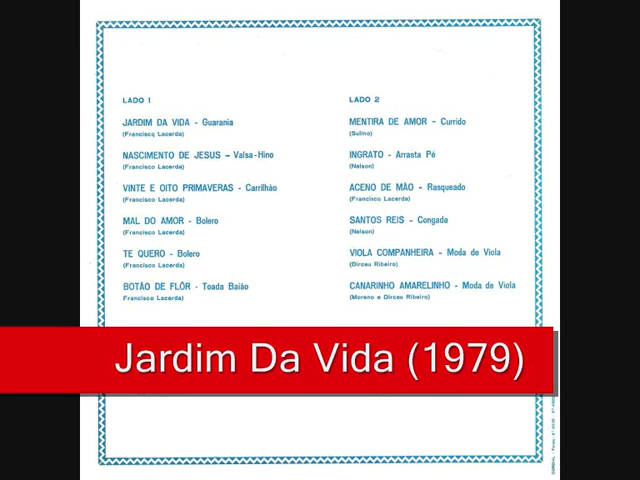 LADO 1
JARDIM DA VIDA - Guarania
(Francisco Lacerda)
NASCIMENTO DE JESUS - Valsa-Hino
(Francisco Lacerda)
VINTE E OITO PRIMAVERAS - Carrilhão
(Francisco Lacerda)
MAL DO AMOR - Bolero
(Francisco Lacerda)
TE QUERO - Bolero
(Francisco Lacerda)
BOTÃO DE FLÔR - Toada Baião
Francisco Lacerda)
LADO 2
MENTIRA DE AMOR - Currido
(Sulino)
INGRATO - Arrasta Pé
(Nelson)
ACENO DE MÃO - Rasqueado
(Francisco Lacerda)
SANTOS REIS - Congada
(Nelson)
VIOLA COMPANHEIRA - Moda de Viola
(Dirceu Ribeiro)
CANARINHO AMARELINHO - Moda de Viola
(Moreno e Dirceu Ribeiro)
Jardim Da Vida (1979)